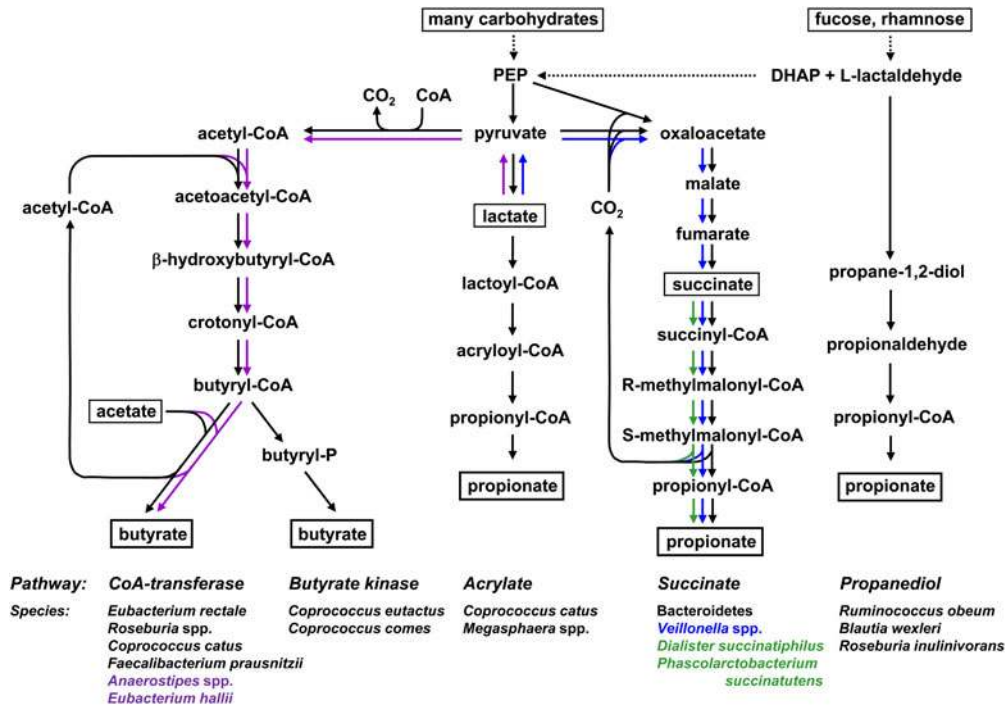 many carbohydrates
fucose, rhamnose
PEP
DHAP + L-lactaldehyde
CO2
CoA
acetyl-CoA
pyruvate
oxaloacetate
acetyl-CoA
acetoacetyl-CoA
lactate
CO2
malate
fumarate
β-hydroxybutyryl-CoA
lactoyl-CoA
succinate
propane-1,2-diol
crotonyl-CoA
acryloyl-CoA
succinyl-CoA
propionaldehyde
butyryl-CoA
R-methylmalonyl-CoA
acetate
propionyl-CoA
S-methylmalonyl-CoA
propionyl-CoA
butyryl-P
propionate
propionyl-CoA
propionate
butyrate
butyrate
propionate
Pathway: CoA-transferase Butyrate kinase Acrylate Succinate Propanediol
Species: Eubacterium rectale Coprococcus eutactus Coprococcus catus Bacteroidetes Ruminococcus obeum
Roseburia spp. Coprococcus comes Megasphaera spp. Veillonella spp. Blautia wexleri
Coprococcus catus Dialister succinatiphilus Roseburia inulinivorans
Faecalibacterium prausnitzii Phascolarctobacterium
Anaerostipes spp. succinatutens
Eubacterium hallii